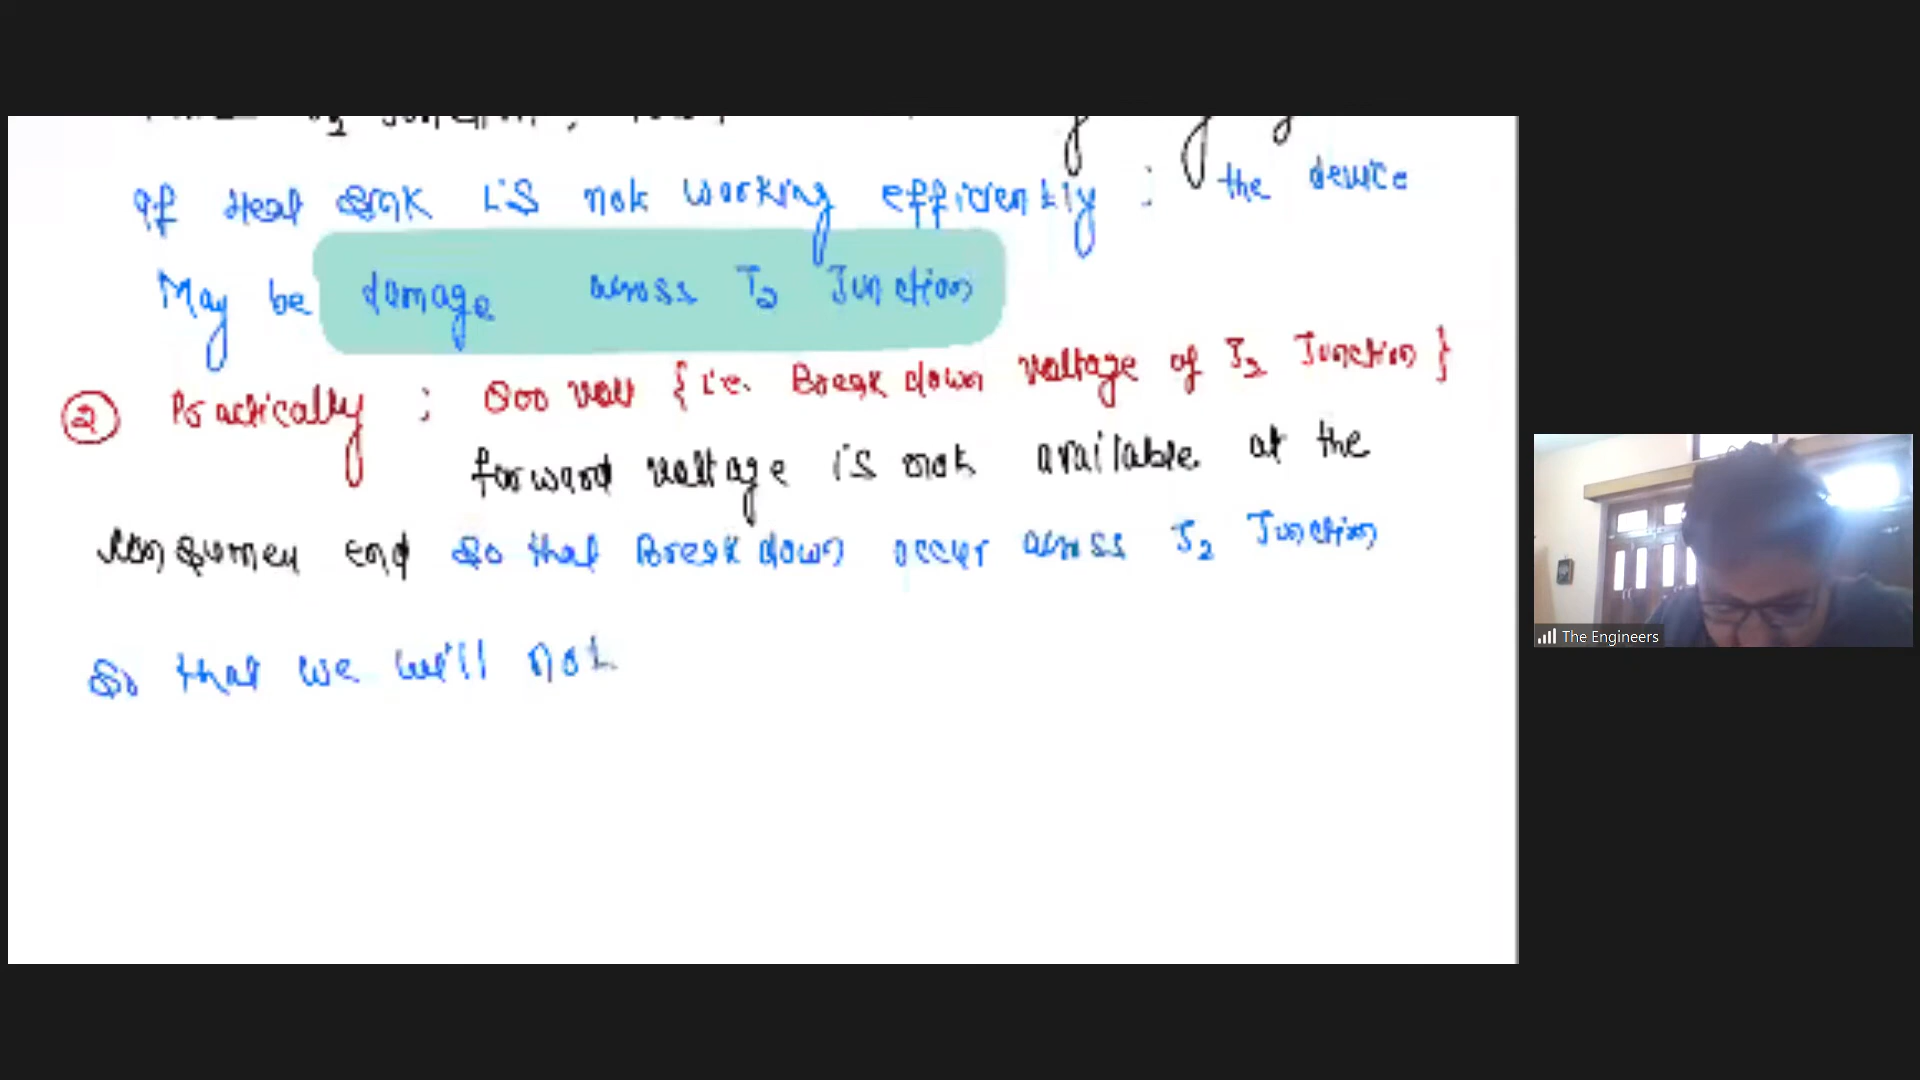 J2 Junction,
If Heat Sink is not working efficiently : the device
May be damage across J2 Junction
② Practically : 800 volt { i.e. Break down voltage of J2 Junction }
forward voltage is not available at the
consumer end So that Break down occur across J2 Junction
So that we will not
The Engineers